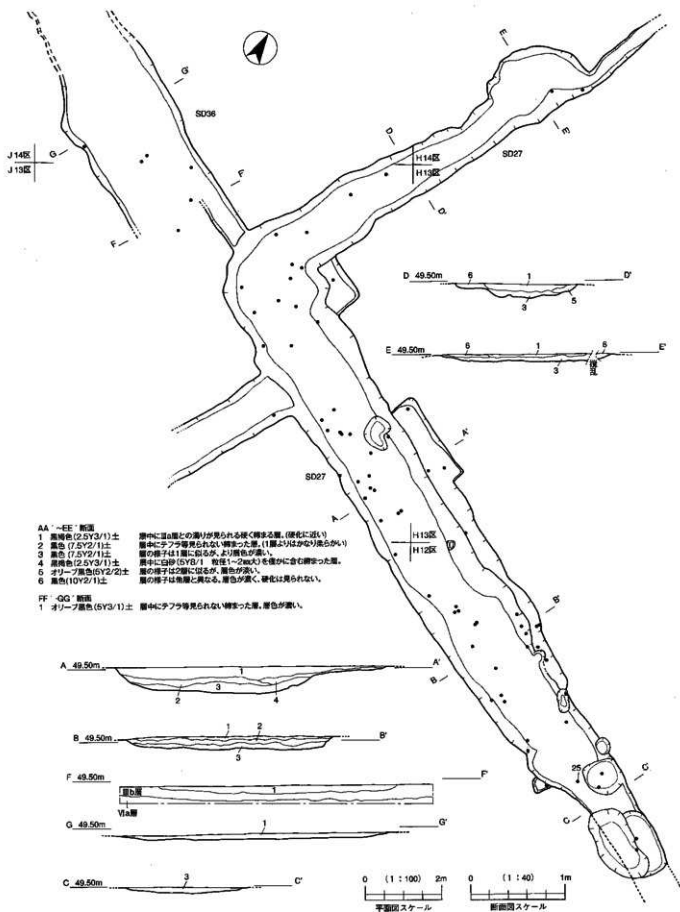 E
G'
SD36
D
E'
J14区
J13区
G
H14区
H13区
SD27
F'
F
D'
D 49.50m 6 1 D'
3 5
E 49.50m 6 1 6 E'
3 撹乱
A'
SD27
A
H13区
H12区
AA'~EE'断面
1 黒褐色(2.5Y3/1)土 層中にⅢa層との濁りが見られる硬く締まる層。(硬化に近い)
2 黒色(7.5Y2/1)土 層中にテフラ等見られない締まった層。(1層よりはかなり柔らかい)
3 黒色(7.5Y2/1)土 層の様子は1層に似るが、より層色が濃い。
4 黒褐色(2.5Y3/1)土 層中に白砂(5Y8/1 粒径1~2㎜大)を僅かに含む締まった層。
5 オリーブ黒色(5Y2/2)土 層の様子は2層に似るが、層色が淡い。
6 黒色(10Y2/1)土 層の様子は他層と異なる。層色が濃く、硬化は見られない。
FF'·GG'断面
1 オリーブ黒色(5Y3/1)土 層中にテフラ等見られない締まった層。層色が濃い。
B'
A 49.50m 1 A'
2 3 4
B
B 49.50m 1 2 B'
3
F 49.50m F'
Ⅲb層 1
Ⅵa層
25
C'
G 49.50m 1 G'
C
C 49.50m 3 C'
0 (1:100) 2m
平面図スケール
0 (1:40) 1m
断面図スケール